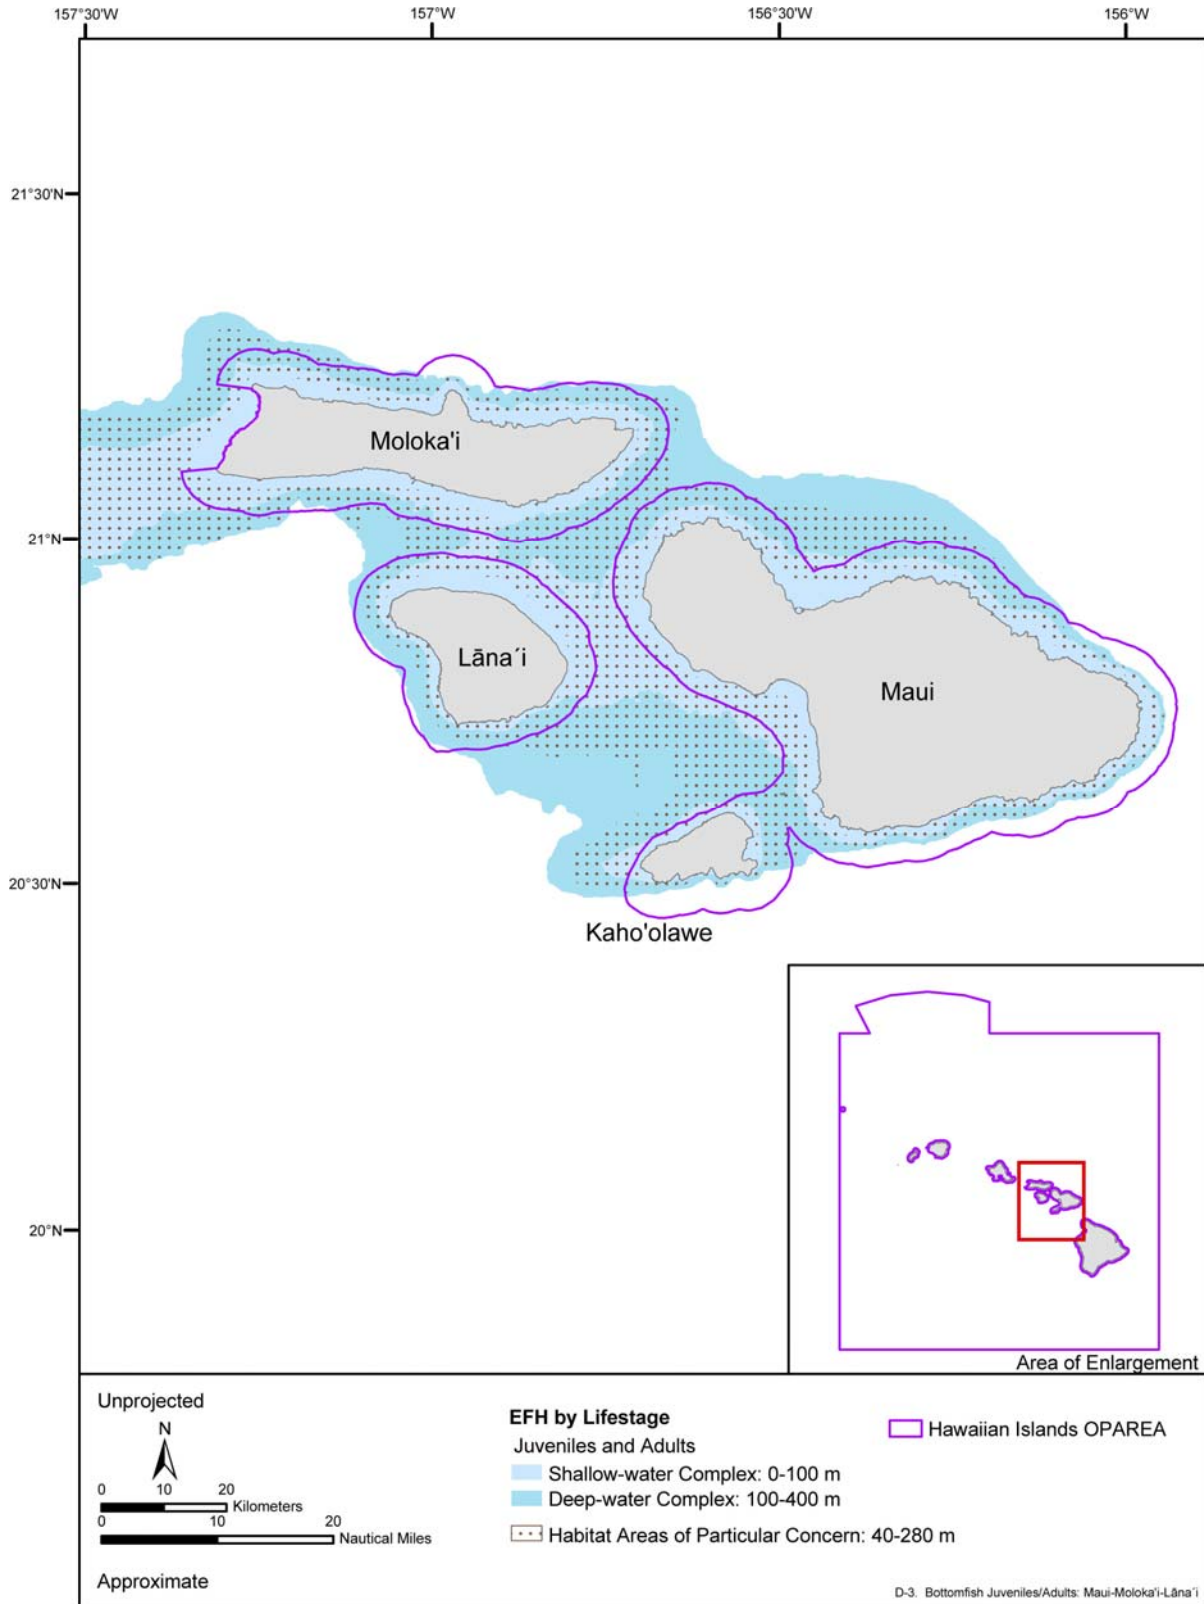 157°30'W 157°W 156°30'W 156°W
21°30'N
Moloka'i
21°N
Lāna´i
Maui
20°30'N
Kaho'olawe
20°N
Area of Enlargement
Unprojected
N
0 10 20
Kilometers
0 10 20
Nautical Miles
Approximate
EFH by Lifestage
Juveniles and Adults
Shallow-water Complex: 0-100 m
Deep-water Complex: 100-400 m
Habitat Areas of Particular Concern: 40-280 m
Hawaiian Islands OPAREA
D-3. Bottomfish Juveniles/Adults: Maui-Moloka'i-Lāna´i